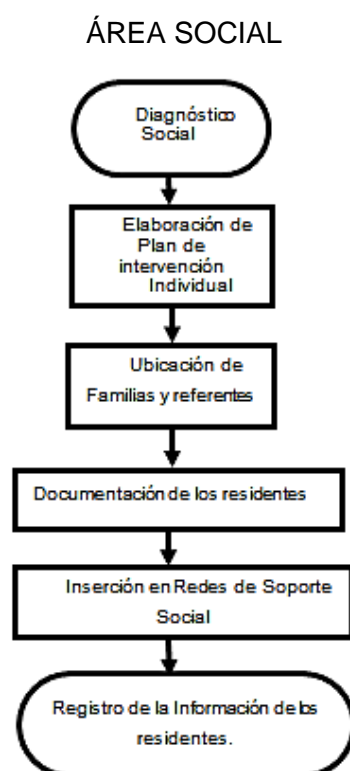 ÁREA SOCIAL
Diagnóstico
Social
Elaboración de
Plan de
intervención
Individual
Ubicación de
Familias y referentes
Documentación de los residentes
Inserción en Redes de Soporte
Social
Registro de la Información de los
residentes.